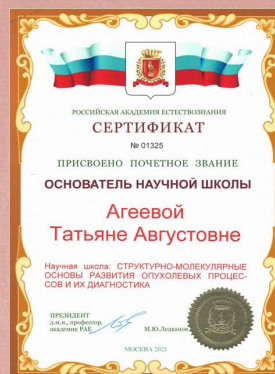 РОССИЙСКАЯ АКАДЕМИЯ ЕСТЕСТВОЗНАНИЯ
СЕРТИФИКАТ
№ 01325
ПРИСВОЕНО ПОЧЕТНОЕ ЗВАНИЕ
ОСНОВАТЕЛЬ НАУЧНОЙ ШКОЛЫ
Агеевой
Татьяне Августовне
Научная школа: СТРУКТУРНО-МОЛЕКУЛЯРНЫЕ
ОСНОВЫ РАЗВИТИЯ ОПУХОЛЕВЫХ ПРОЦЕС-
СОВ И ИХ ДИАГНОСТИКА
ПРЕЗИДЕНТ
д.м.н., профессор,
академик РАЕ
М.Ю.Ледванов
МОСКВА 2021